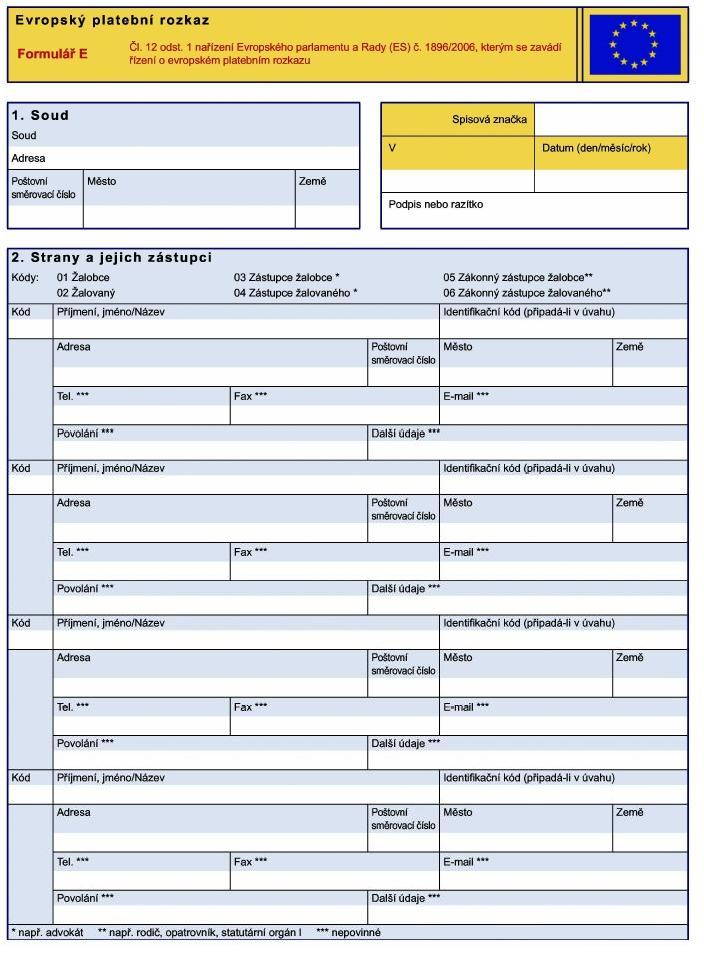 Evropský platební rozkaz
Formulář E
Čl. 12 odst. 1 nařízení Evropského parlamentu a Rady (ES) č. 1896/2006, kterým se zavádí
řízení o evropském platebním rozkazu
1. Soud
Soud
Adresa
Poštovní
směrovací číslo
Město
Země
Spisová značka
V
Datum (den/měsíc/rok)
Podpis nebo razítko
2. Strany a jejich zástupci
Kódy: 01 Žalobce 03 Zástupce žalobce * 05 Zákonný zástupce žalobce**
02 Žalovaný 04 Zástupce žalovaného * 06 Zákonný zástupce žalovaného**
Kód Příjmení, jméno/Název Identifikační kód (připadá-li v úvahu)
Adresa Poštovní Město Země
směrovací číslo
Tel. *** Fax *** E-mail ***
Povolání *** Další údaje ***
Kód Příjmení, jméno/Název Identifikační kód (připadá-li v úvahu)
Adresa Poštovní Město Země
směrovací číslo
Tel. *** Fax *** E-mail ***
Povolání *** Další údaje ***
Kód Příjmení, jméno/Název Identifikační kód (připadá-li v úvahu)
Adresa Poštovní Město Země
směrovací číslo
Tel. *** Fax *** E-mail ***
Povolání *** Další údaje ***
Kód Příjmení, jméno/Název Identifikační kód (připadá-li v úvahu)
Adresa Poštovní Město Země
směrovací číslo
Tel. *** Fax *** E-mail ***
Povolání *** Další údaje ***
* např. advokát ** např. rodič, opatrovník, statutární orgán l *** nepovinné